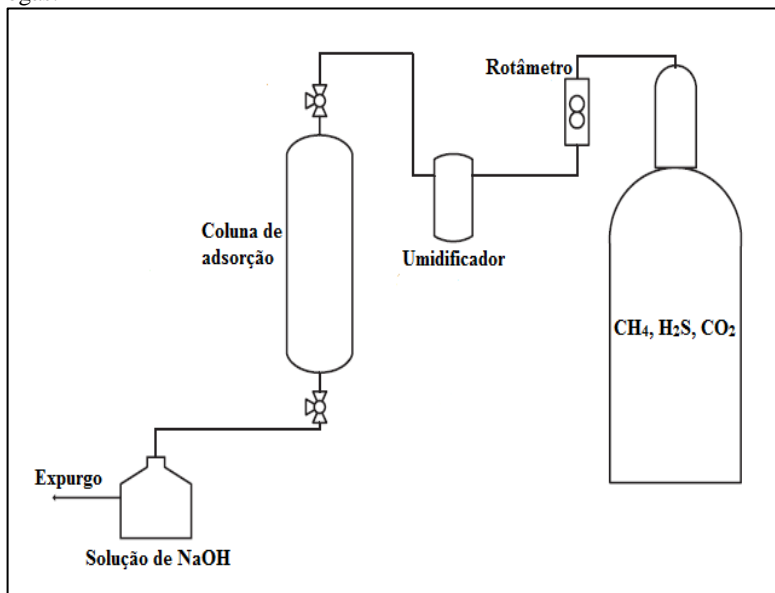 Rotâmetro
Coluna de
adsorção
Umidificador
CH₄, H₂S, CO₂
Expurgo
Solução de NaOH